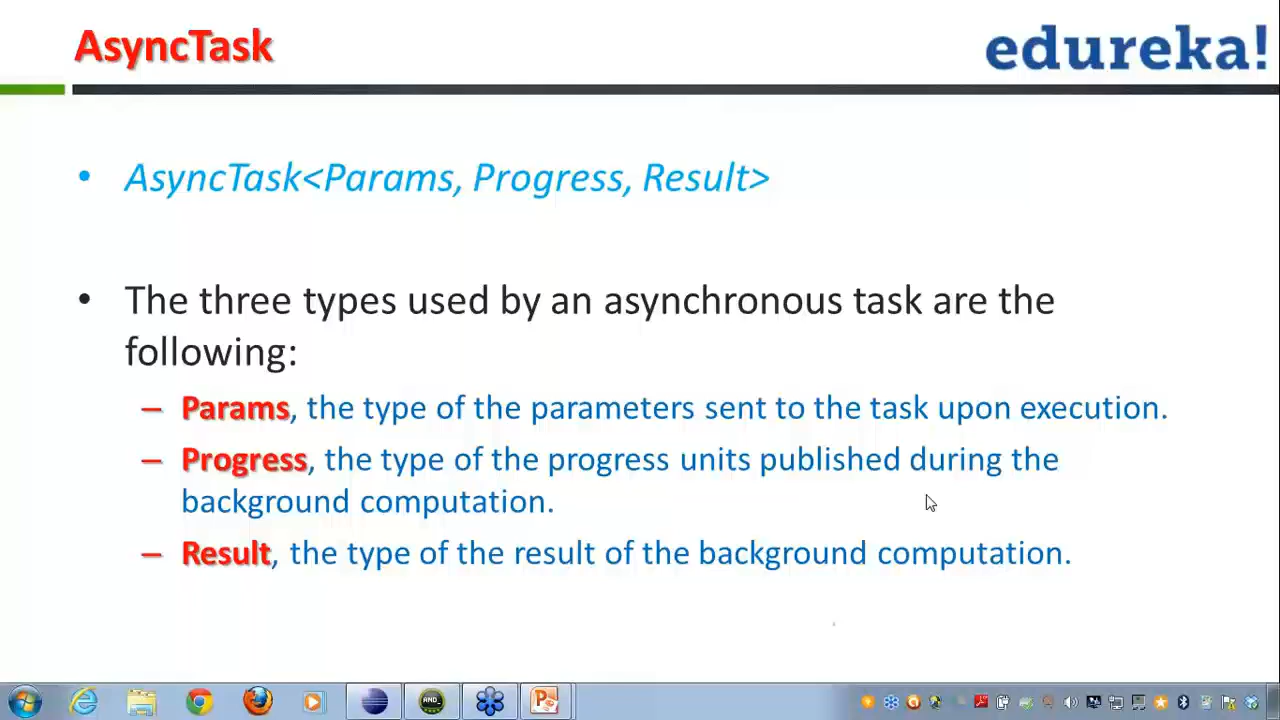 AsyncTask
edureka!
• AsyncTask<Params, Progress, Result>
• The three types used by an asynchronous task are the
following:
– Params, the type of the parameters sent to the task upon execution.
– Progress, the type of the progress units published during the
background computation.
– Result, the type of the result of the background computation.
AND